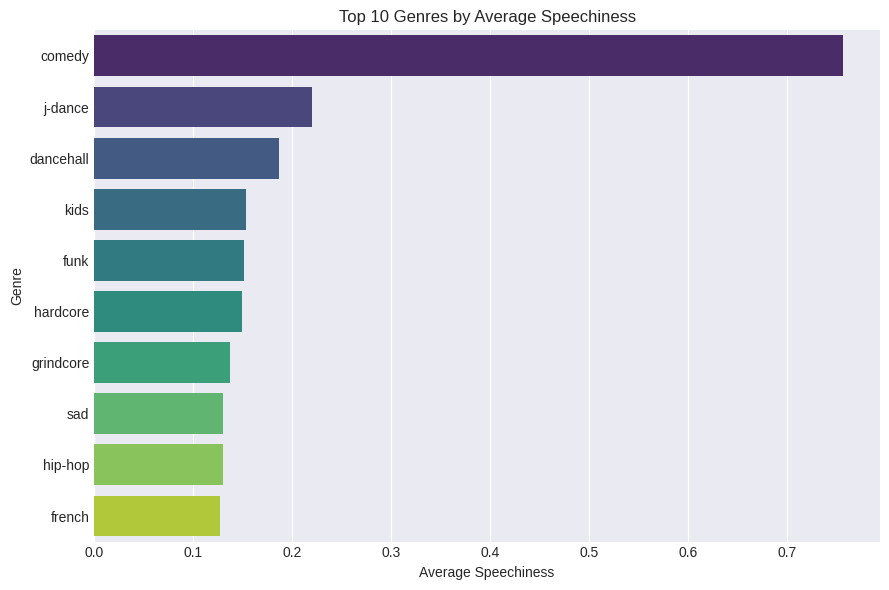 Top 10 Genres by Average Speechiness
comedy
j-dance
dancehall
kids
funk
hardcore
grindcore
sad
hip-hop
french
Genre
0.0 0.1 0.2 0.3 0.4 0.5 0.6 0.7
Average Speechiness